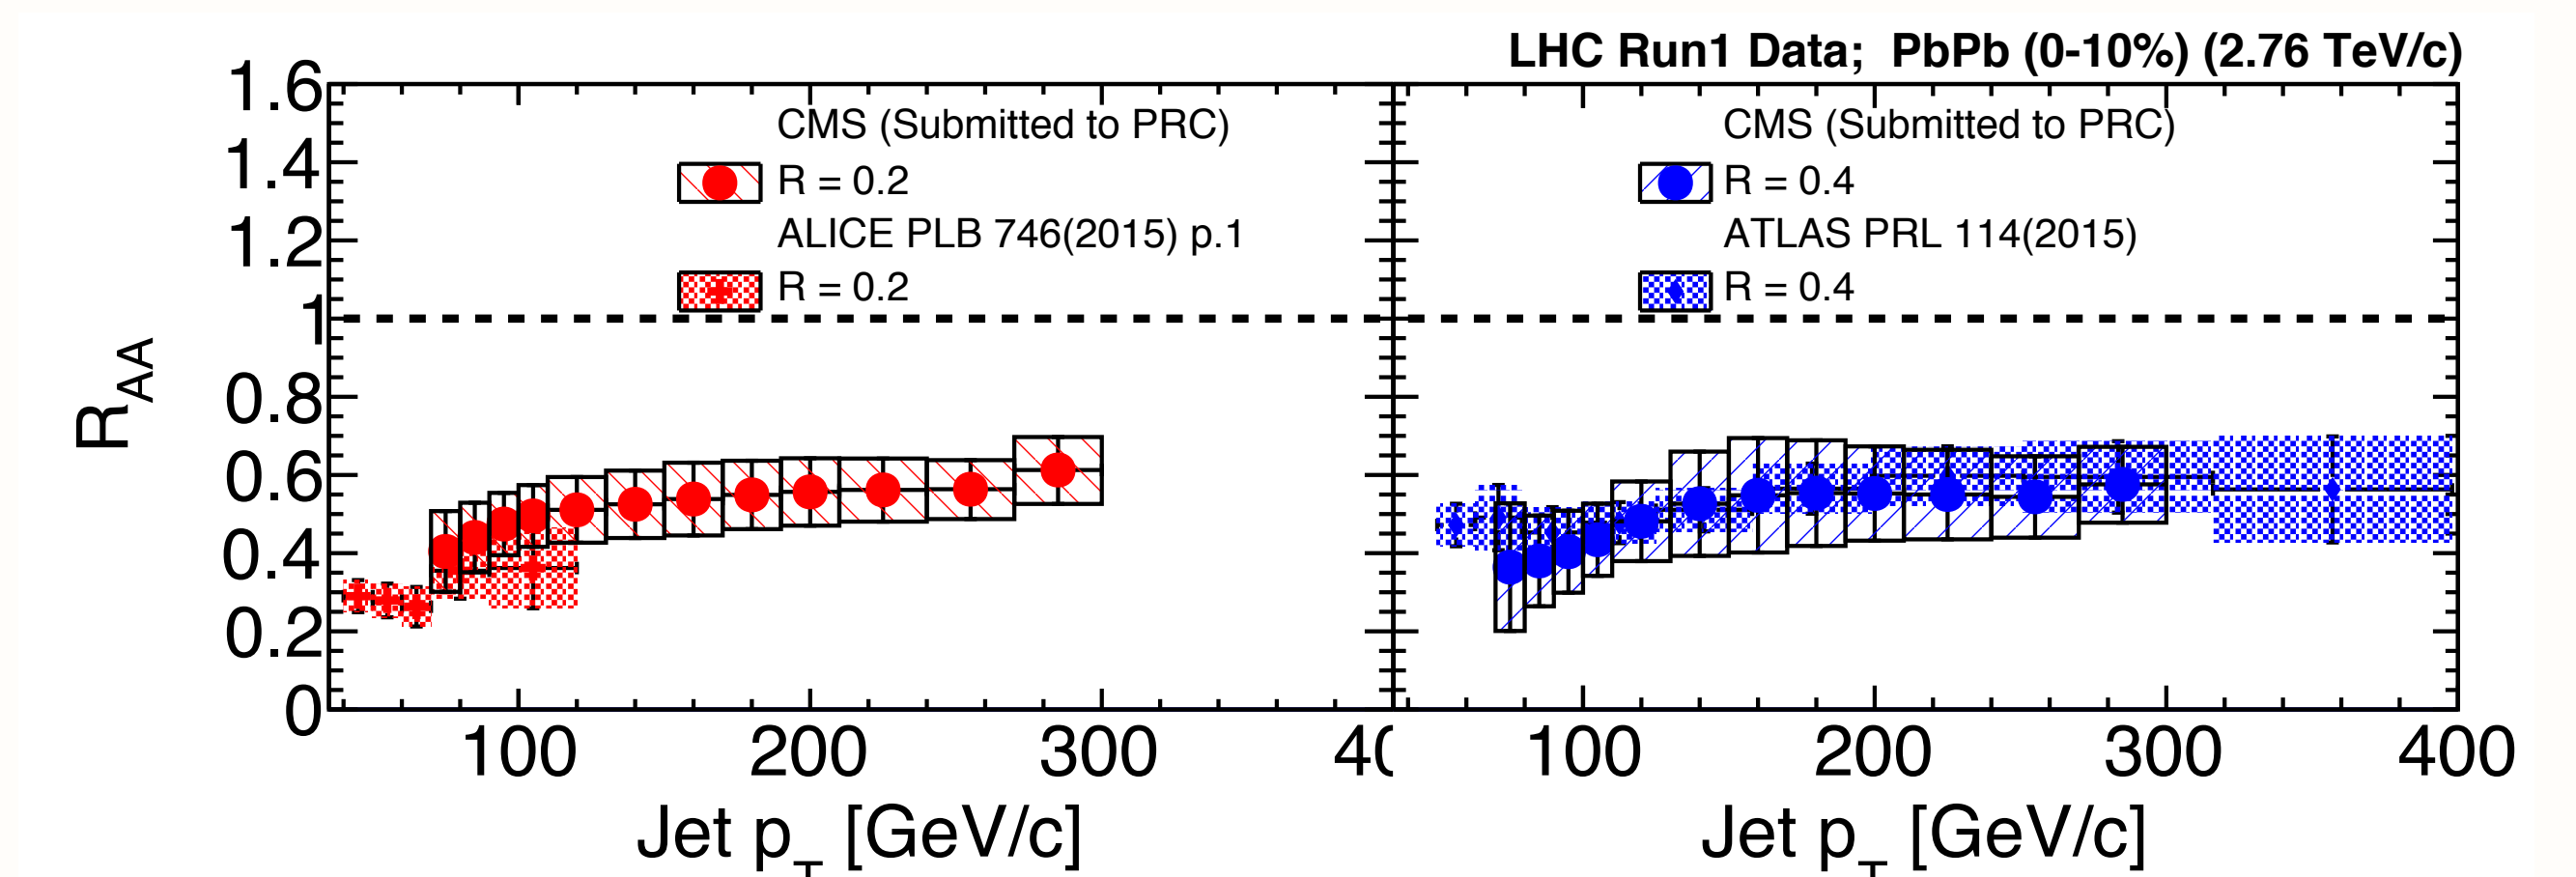 LHC Run1 Data; PbPb (0-10%) (2.76 TeV/c)
CMS (Submitted to PRC)
R = 0.2
ALICE PLB 746(2015) p.1
R = 0.2
CMS (Submitted to PRC)
R = 0.4
ATLAS PRL 114(2015)
R = 0.4
R_AA
1.6
1.4
1.2
1
0.8
0.6
0.4
0.2
0
100 200 300 40
100 200 300 400
Jet p_T [GeV/c]
Jet p_T [GeV/c]